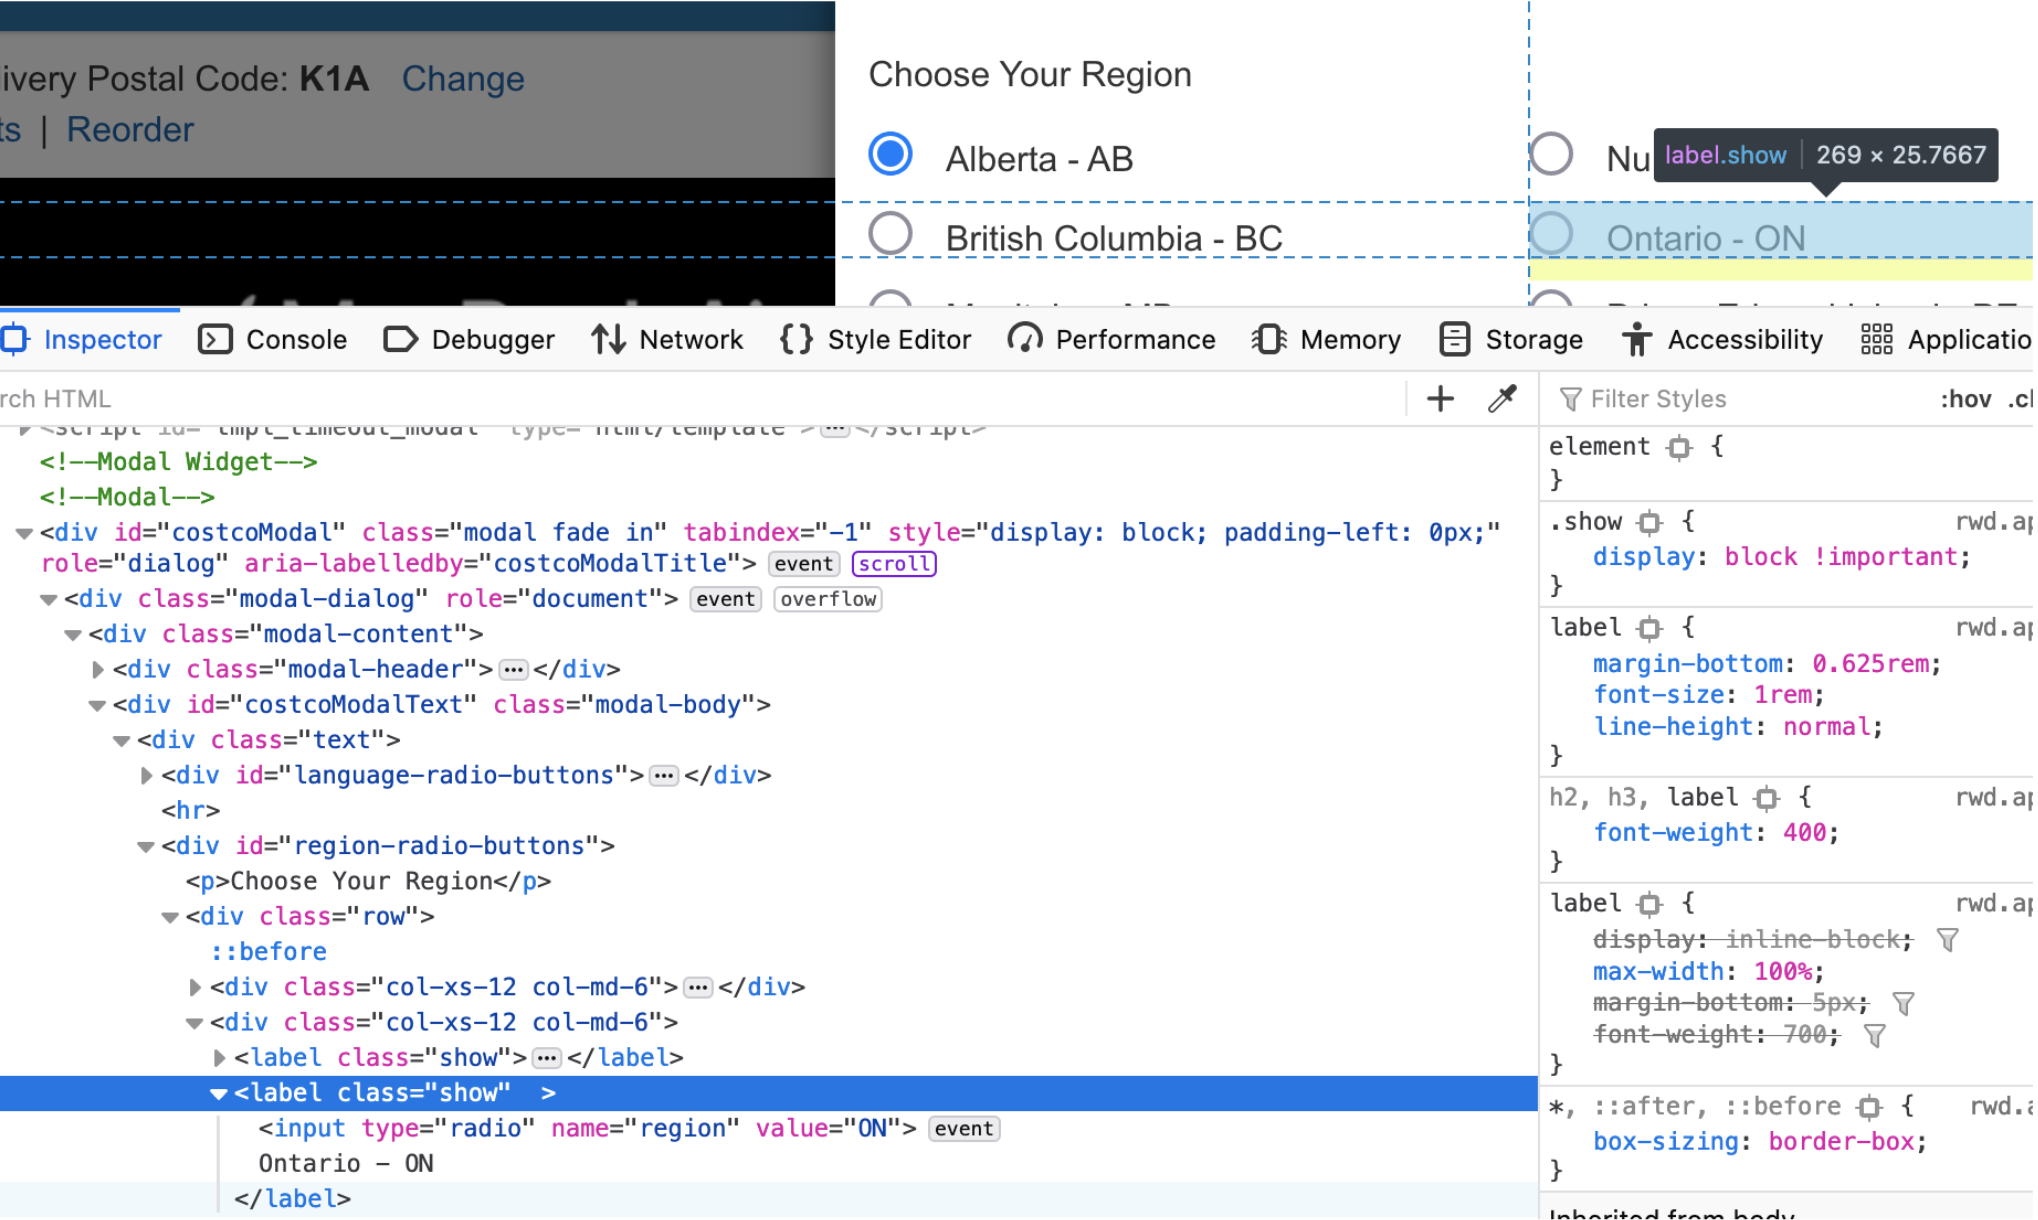 ivery Postal Code: K1A Change
ts | Reorder
Choose Your Region
Alberta - AB
Nu
label.show 269 × 25.7667
British Columbia - BC
Ontario - ON
Inspector Console Debugger Network Style Editor Performance Memory Storage Accessibility Applicatio
rch HTML
Filter Styles :hov .cl
<script id="tmpl_timeout_modal" type="html/template"></script>
<!--Modal Widget-->
<!--Modal-->
<div id="costcoModal" class="modal fade in" tabindex="-1" style="display: block; padding-left: 0px;"
role="dialog" aria-labelledby="costcoModalTitle"> event scroll
<div class="modal-dialog" role="document"> event overflow
<div class="modal-content">
<div class="modal-header">…</div>
<div id="costcoModalText" class="modal-body">
<div class="text">
<div id="language-radio-buttons">…</div>
<hr>
<div id="region-radio-buttons">
<p>Choose Your Region</p>
<div class="row">
::before
<div class="col-xs-12 col-md-6">…</div>
<div class="col-xs-12 col-md-6">
<label class="show">…</label>
<label class="show" >
<input type="radio" name="region" value="ON"> event
Ontario - ON
</label>
element {
}
.show { rwd.ap
display: block !important;
}
label { rwd.ap
margin-bottom: 0.625rem;
font-size: 1rem;
line-height: normal;
}
h2, h3, label { rwd.ap
font-weight: 400;
}
label { rwd.ap
display: inline-block;
max-width: 100%;
margin-bottom: 5px;
font-weight: 700;
}
*, ::after, ::before { rwd.a
box-sizing: border-box;
}
Inherited from body